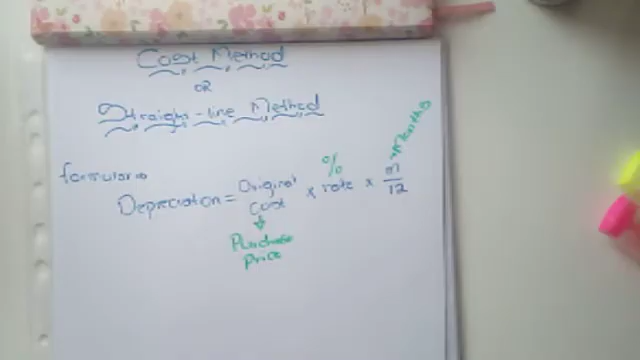 Cost Method
or
Straight-line Method
formula:
%
months
Depreciation = Original cost × rate × m/12
↓
Purchase
price